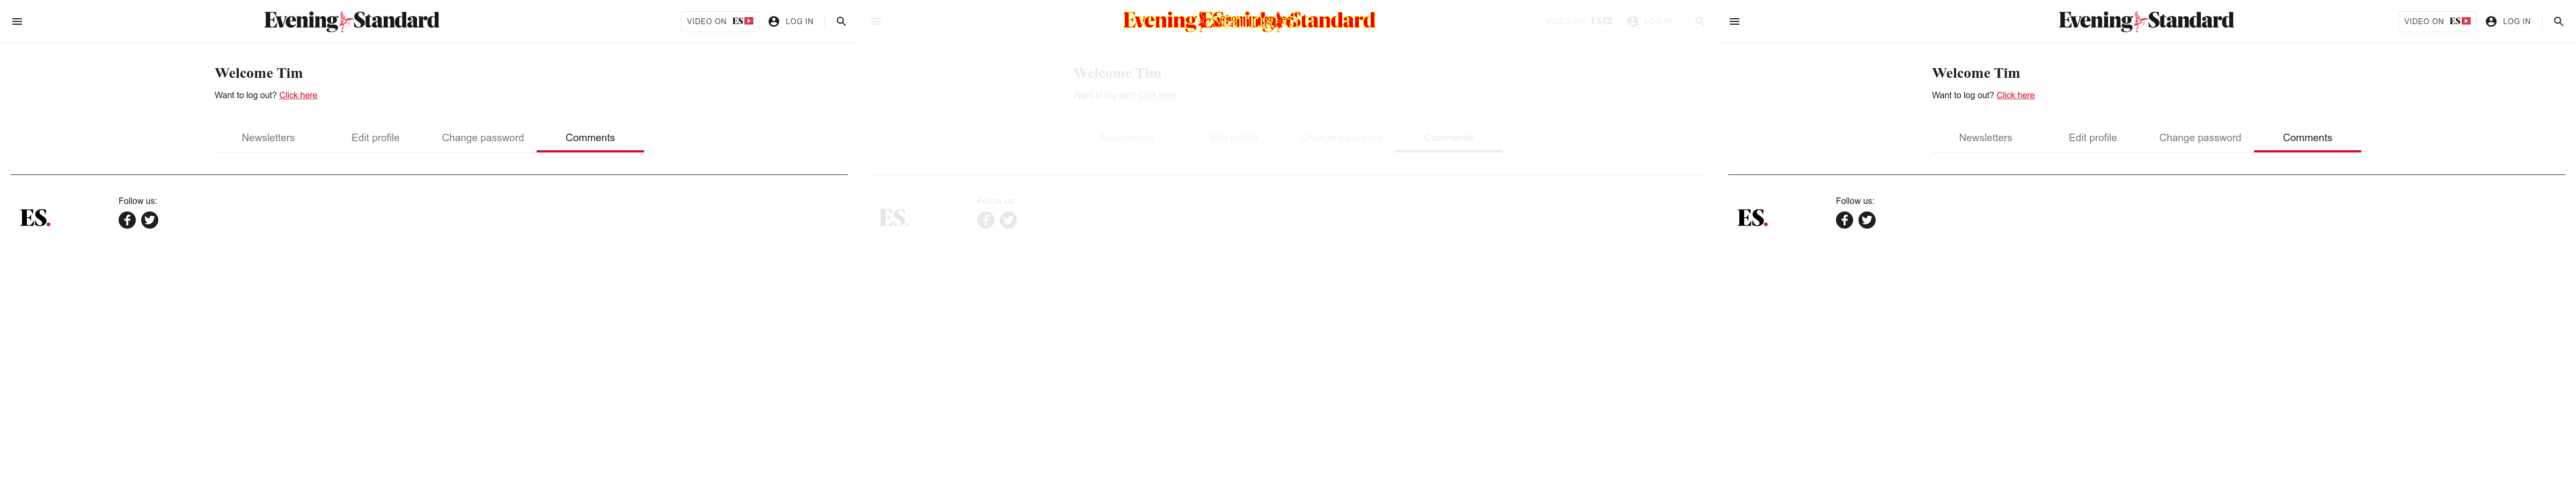 Evening Standard
VIDEO ON ES
LOG IN
Welcome Tim
Want to log out? Click here
Newsletters
Edit profile
Change password
Comments
Follow us:
ES.
Evening Standard
VIDEO ON ES
LOG IN
Welcome Tim
Want to log out? Click here
Newsletters
Edit profile
Change password
Comments
Follow us:
ES.
Evening Standard
VIDEO ON ES
LOG IN
Welcome Tim
Want to log out? Click here
Newsletters
Edit profile
Change password
Comments
Follow us:
ES.